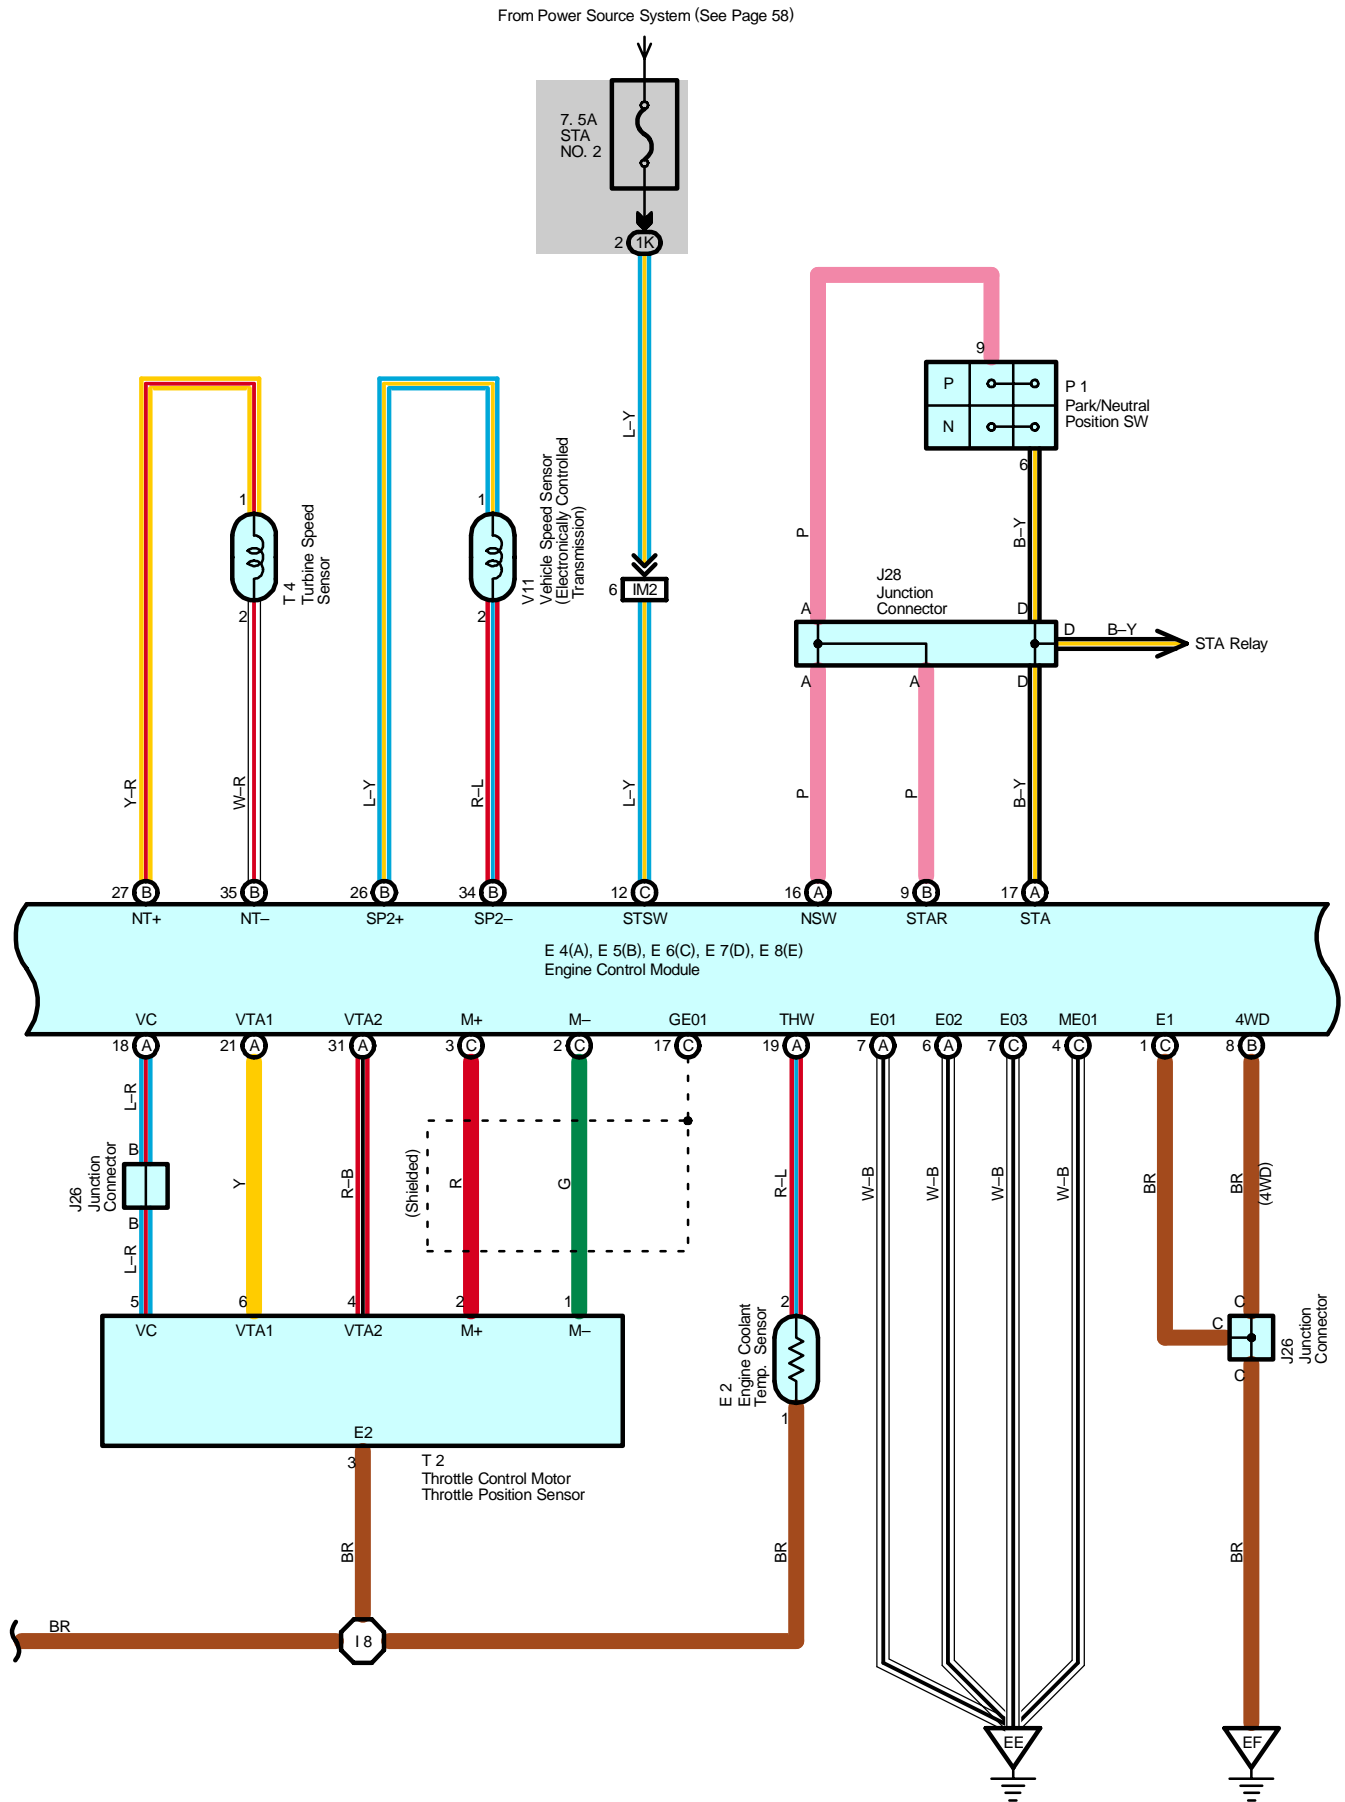 From Power Source System (See Page 58)
7. 5A
STA
NO. 2
2 1K
9
P
N
P 1
Park/Neutral
Position SW
6
L–Y
1
T 4
Turbine Speed
Sensor
2
1
V11
Vehicle Speed Sensor
(Electronically Controlled
Transmission)
2
6 IM2
P
B–Y
J28
Junction
Connector
A
D
D
B–Y
STA Relay
A
A
D
Y–R
W–R
L–Y
R–L
L–Y
P
P
B–Y
27 B
35 B
26 B
34 B
12 C
16 A
9 B
17 A
NT+
NT–
SP2+
SP2–
STSW
NSW
STAR
STA
E 4(A), E 5(B), E 6(C), E 7(D), E 8(E)
Engine Control Module
VC
VTA1
VTA2
M+
M–
GE01
THW
E01
E02
E03
ME01
E1
4WD
18 A
21 A
31 A
3 C
2 C
17 C
19 A
7 A
6 A
7 C
4 C
1 C
8 B
L–R
B
J26
Junction
Connector
B
L–R
Y
R–B
(Shielded)
R
G
R–L
W–B
W–B
W–B
W–B
BR
BR
(4WD)
5
6
4
2
1
2
C
C
C
J26
Junction
Connector
VC
VTA1
VTA2
M+
M–
E 2
Engine Coolant
Temp. Sensor
1
E2
3
T 2
Throttle Control Motor
Throttle Position Sensor
BR
BR
BR
BR
I 8
EE
EF